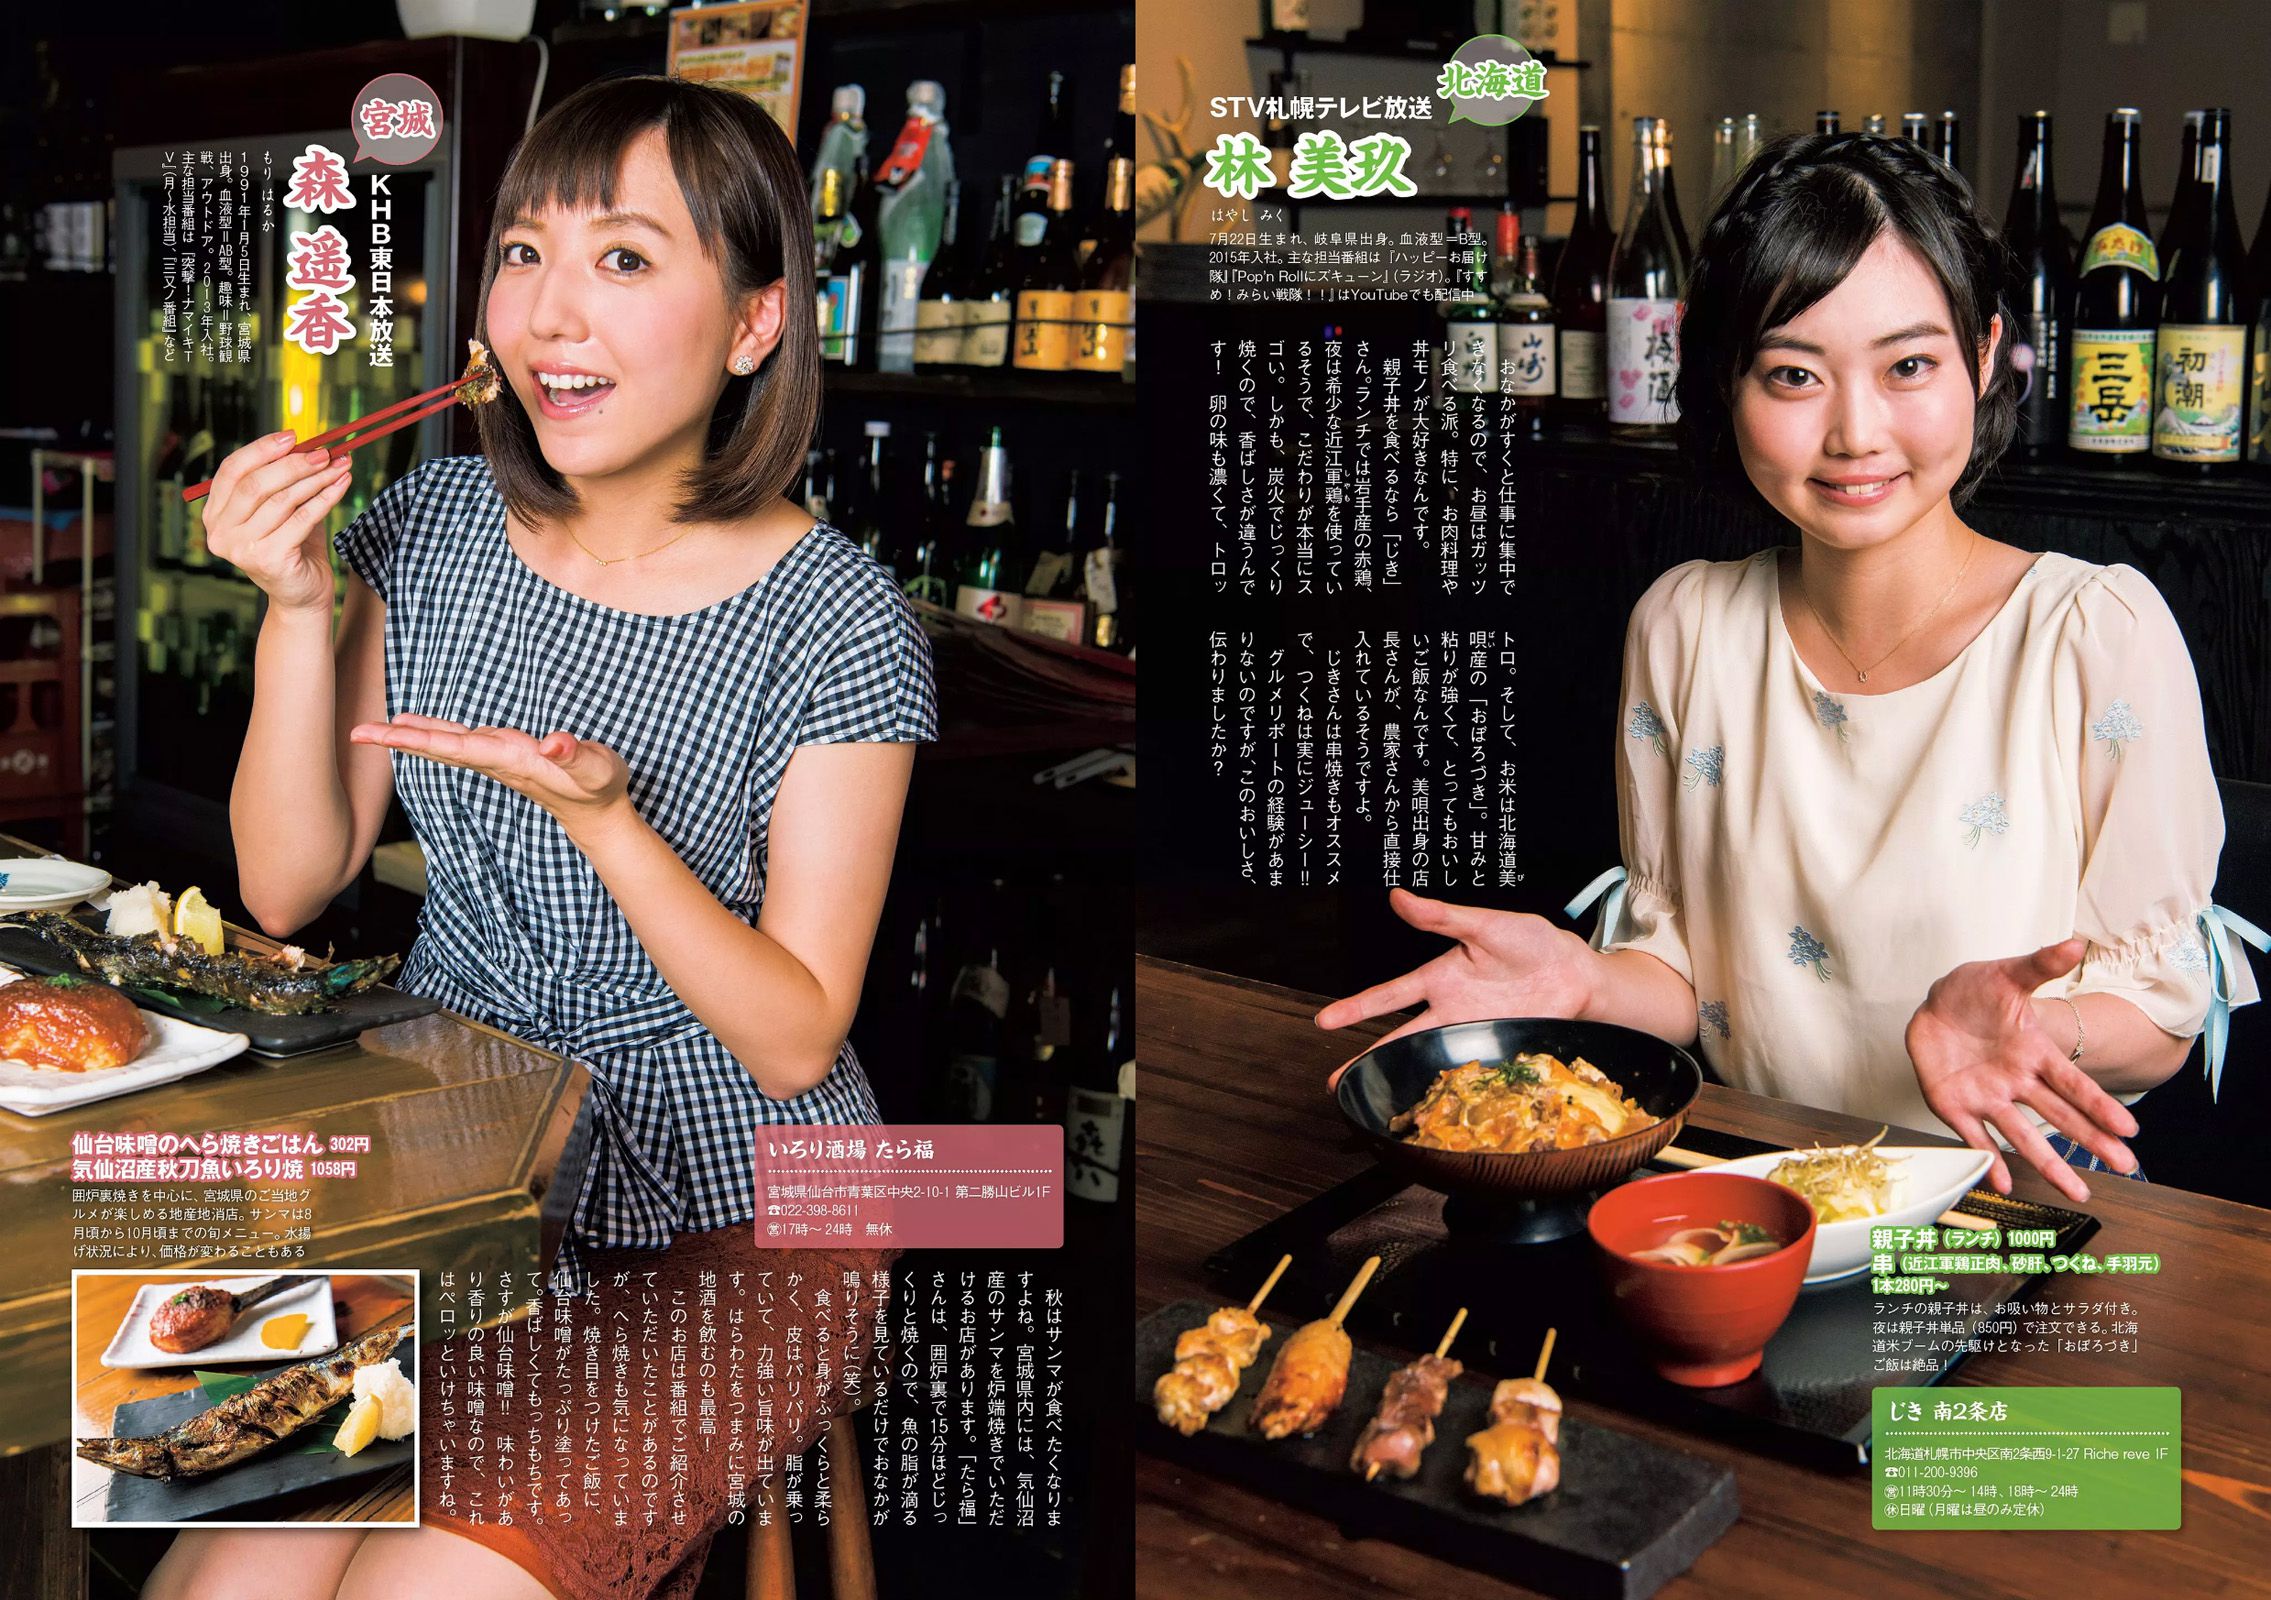 北海道
STV札幌テレビ放送
林 美玖
はやし みく
7月22日生まれ、岐阜県出身。血液型＝B型。
2015年入社。主な担当番組は『ハッピーお届け
隊』『Pop'n Rollにズキューン』(ラジオ)。『すす
め！みらい戦隊！！』はYouTubeでも配信中
おなかがすくと仕事に集中で
きなくなるので、お昼はガッツ
リ食べる派。特に、お肉料理や
丼モノが大好きなんです。
親子丼を食べるなら「じき」
さん。ランチでは岩手産の赤鶏、
夜は希少な近江軍鶏を使ってい
しゃも
るそうで、こだわりが本当にス
ゴい。しかも、炭火でじっくり
焼くので、香ばしさが違うんで
す！　卵の味も濃くて、トロッ
トロ。そして、お米は北海道美
び
唄産の「おぼろづき」。甘みと
ばい
粘りが強くて、とってもおいし
いご飯なんです。美唄出身の店
長さんが、農家さんから直接仕
入れているそうですよ。
じきさんは串焼きもオススメ
で、つくねは実にジューシー!!
グルメリポートの経験があま
りないのですが、このおいしさ、
伝わりましたか？
親子丼（ランチ）1000円
串（近江軍鶏正肉、砂肝、つくね、手羽元）
1本280円〜
ランチの親子丼は、お吸い物とサラダ付き。
夜は親子丼単品（850円）で注文できる。北海
道米ブームの先駆けとなった「おぼろづき」
ご飯は絶品！
じき 南2条店
北海道札幌市中央区南2条西9-1-27 Riche reve 1F
☎011-200-9396
営11時30分〜14時、18時〜24時
休日曜（月曜は昼のみ定休）
三岳
初潮
梅酒
山崎
宮城
KHB東日本放送
森 遥香
もり はるか
1991年1月5日生まれ、宮城県
出身。血液型＝AB型。趣味＝野球観
戦、アウトドア。2013年入社。
主な担当番組は『突撃！ナマイキT
V』（月〜水担当）、『三又ノ番組』など
仙台味噌のへら焼きごはん 302円
気仙沼産秋刀魚いろり焼 1058円
囲炉裏焼きを中心に、宮城県のご当地グ
ルメが楽しめる地産地消店。サンマは8
月頃から10月頃までの旬メニュー。水揚
げ状況により、価格が変わることもある
いろり酒場 たら福
宮城県仙台市青葉区中央2-10-1 第二勝山ビル1F
☎022-398-8611
営17時〜24時　無休
秋はサンマが食べたくなりま
すよね。宮城県内には、気仙沼
産のサンマを炉端焼きでいただ
けるお店があります。「たら福」
さんは、囲炉裏で15分ほどじっ
くりと焼くので、魚の脂が滴る
様子を見ているだけでおなかが
鳴りそうに（笑）。
食べると身がふっくらと柔ら
かく、皮はパリパリ。脂が乗っ
ていて、力強い旨味が出ていま
す。はらわたをつまみに宮城の
地酒を飲むのも最高！
このお店は番組でご紹介させ
ていただいたことがあるのです
が、へら焼きも気になっていま
した。焼き目をつけたご飯に、
仙台味噌がたっぷり塗ってあっ
て。香ばしくてもっちもちです。
さすが仙台味噌!!　味わいがあ
り香りの良い味噌なので、これ
はペロッといけちゃいますね。